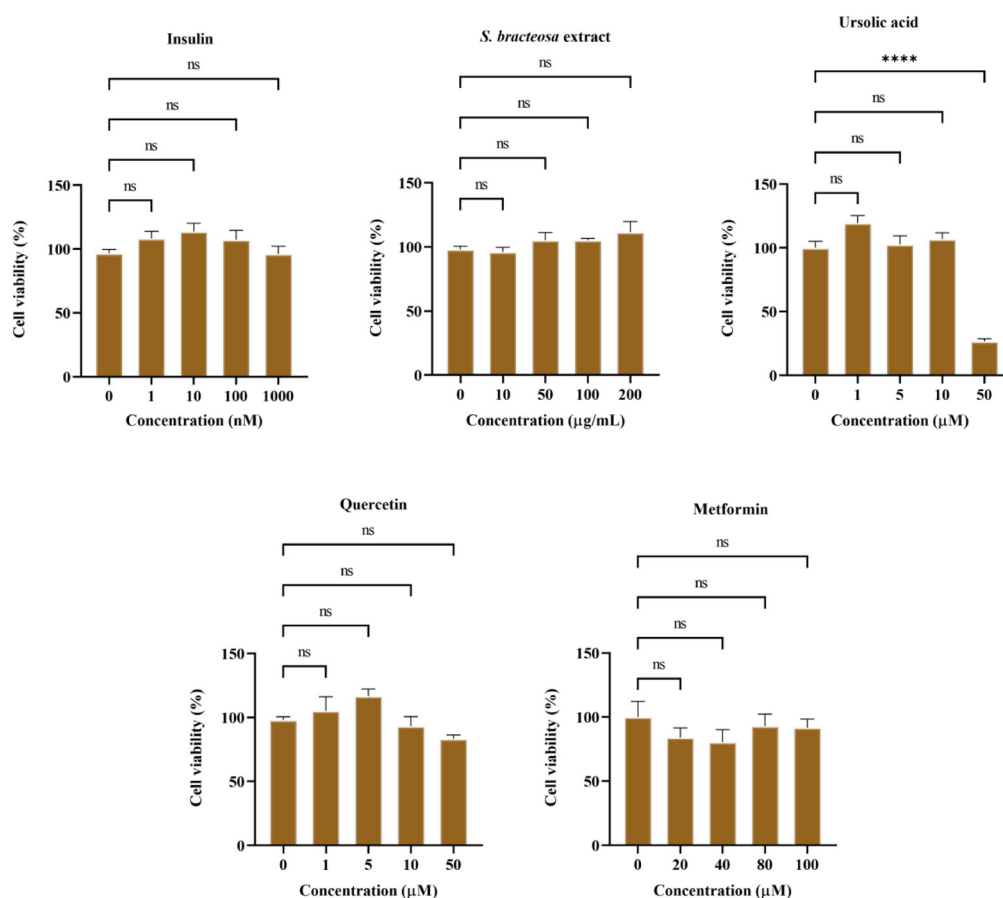 Insulin
ns
ns
ns
ns
150
100
50
0
Cell viability (%)
0 1 10 100 1000
Concentration (nM)
S. bracteosa extract
ns
ns
ns
ns
150
100
50
0
Cell viability (%)
0 10 50 100 200
Concentration (μg/mL)
Ursolic acid
****
ns
ns
ns
150
100
50
0
Cell viability (%)
0 1 5 10 50
Concentration (μM)
Quercetin
ns
ns
ns
ns
150
100
50
0
Cell viability (%)
0 1 5 10 50
Concentration (μM)
Metformin
ns
ns
ns
ns
150
100
50
0
Cell viability (%)
0 20 40 80 100
Concentration (μM)